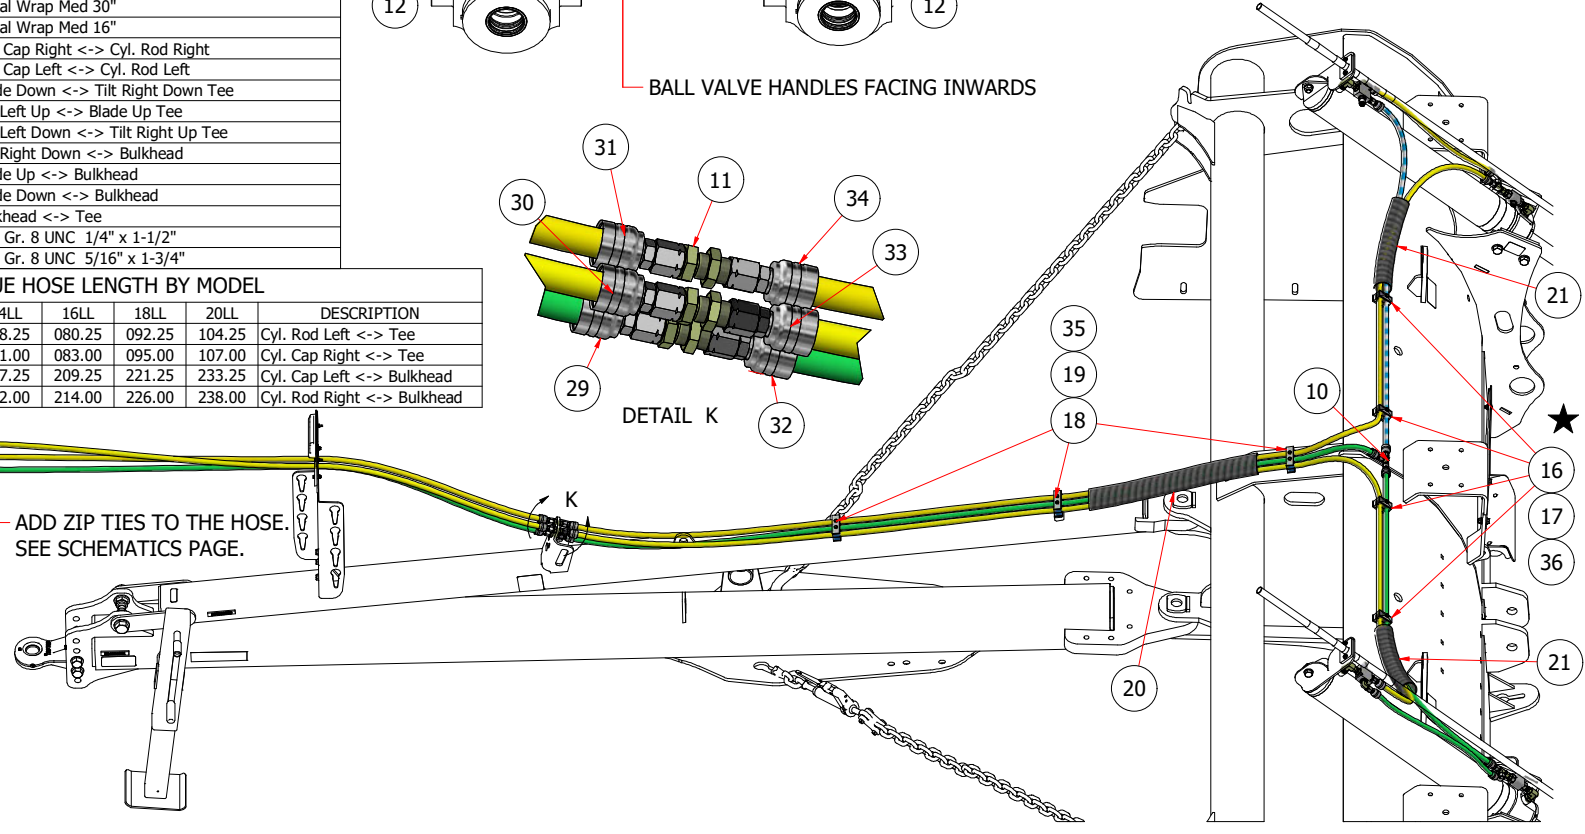 al Wrap Med 30"
al Wrap Med 16"
Cap Right <-> Cyl. Rod Right
Cap Left <-> Cyl. Rod Left
de Down <-> Tilt Right Down Tee
Left Up <-> Blade Up Tee
Left Down <-> Tilt Right Up Tee
Right Down <-> Bulkhead
de Up <-> Bulkhead
de Down <-> Bulkhead
khead <-> Tee
Gr. 8 UNC 1/4" x 1-1/2"
Gr. 8 UNC 5/16" x 1-3/4"
UE HOSE LENGTH BY MODEL
4LL 16LL 18LL 20LL DESCRIPTION
8.25 080.25 092.25 104.25 Cyl. Rod Left <-> Tee
1.00 083.00 095.00 107.00 Cyl. Cap Right <-> Tee
7.25 209.25 221.25 233.25 Cyl. Cap Left <-> Bulkhead
2.00 214.00 226.00 238.00 Cyl. Rod Right <-> Bulkhead
12
12
BALL VALVE HANDLES FACING INWARDS
31
11
30
34
33
29
32
DETAIL K
35
19
18
10
21
16
17
36
21
20
K
ADD ZIP TIES TO THE HOSE.
SEE SCHEMATICS PAGE.